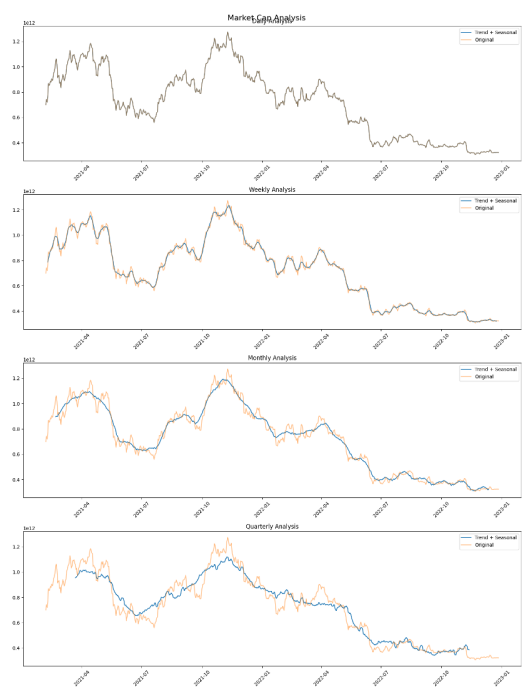 Market Cap Analysis
Daily Analysis
1e12
Trend + Seasonal
Original
1.2
1.0
0.8
0.6
0.4
2021-04 2021-07 2021-10 2022-01 2022-04 2022-07 2022-10 2023-01
Weekly Analysis
1e12
Trend + Seasonal
Original
1.2
1.0
0.8
0.6
0.4
2021-04 2021-07 2021-10 2022-01 2022-04 2022-07 2022-10 2023-01
Monthly Analysis
1e12
Trend + Seasonal
Original
1.2
1.0
0.8
0.6
0.4
2021-04 2021-07 2021-10 2022-01 2022-04 2022-07 2022-10 2023-01
Quarterly Analysis
1e12
Trend + Seasonal
Original
1.2
1.0
0.8
0.6
0.4
2021-04 2021-07 2021-10 2022-01 2022-04 2022-07 2022-10 2023-01